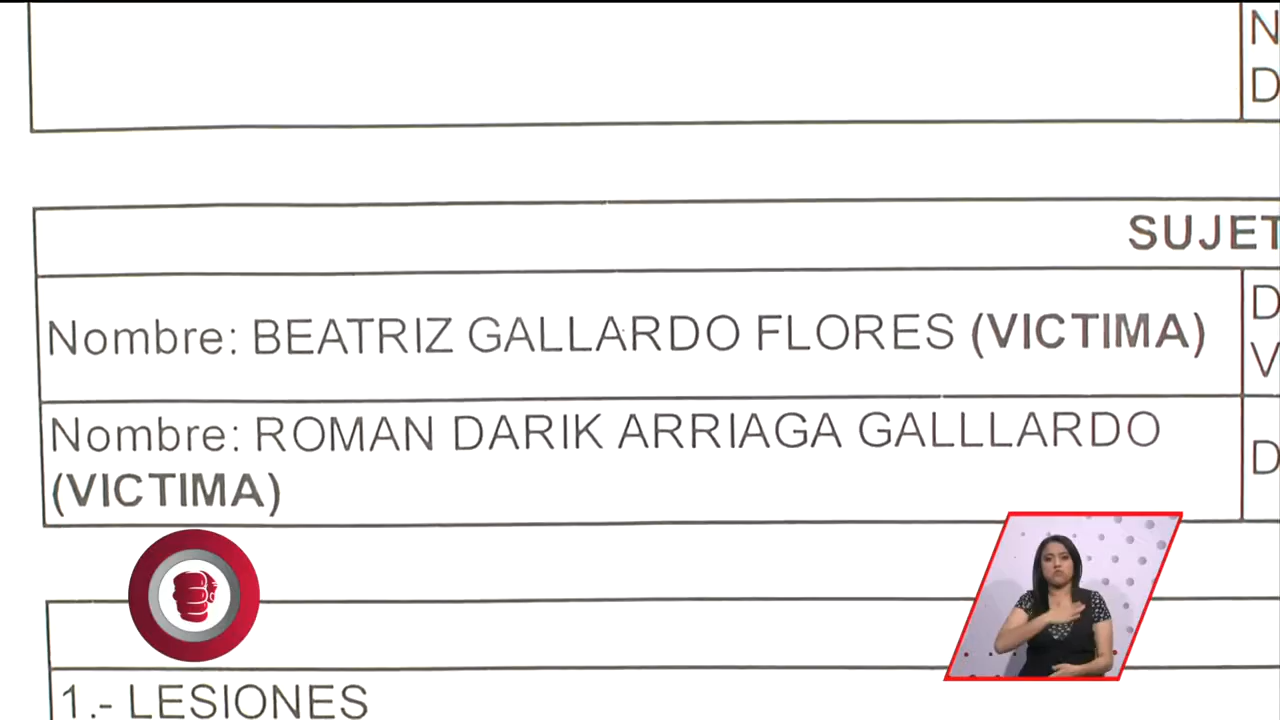 N
D
SUJET
Nombre: BEATRIZ GALLARDO FLORES (VICTIMA)
D
V
Nombre: ROMAN DARIK ARRIAGA GALLLARDO
(VICTIMA)
D
1.- LESIONES